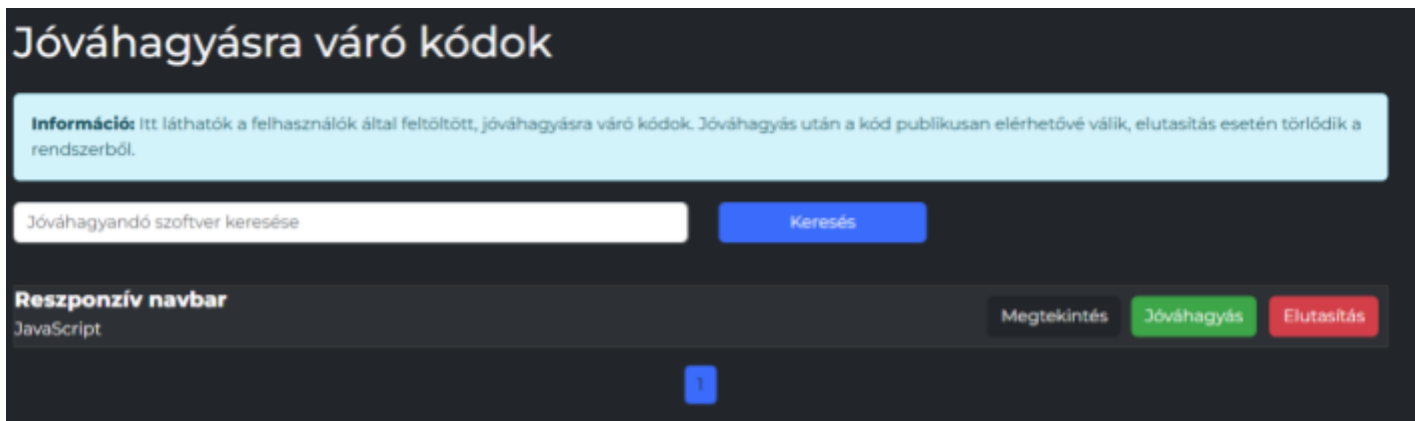 Jóváhagyásra váró kódok
Információ: Itt láthatók a felhasználók által feltöltött, jóváhagyásra váró kódok. Jóváhagyás után a kód publikusan elérhetővé válik, elutasítás esetén törlődik a
rendszerből.
Jóváhagyandó szoftver keresése
Keresés
Reszponzív navbar
JavaScript
Megtekintés
Jóváhagyás
Elutasítás
1